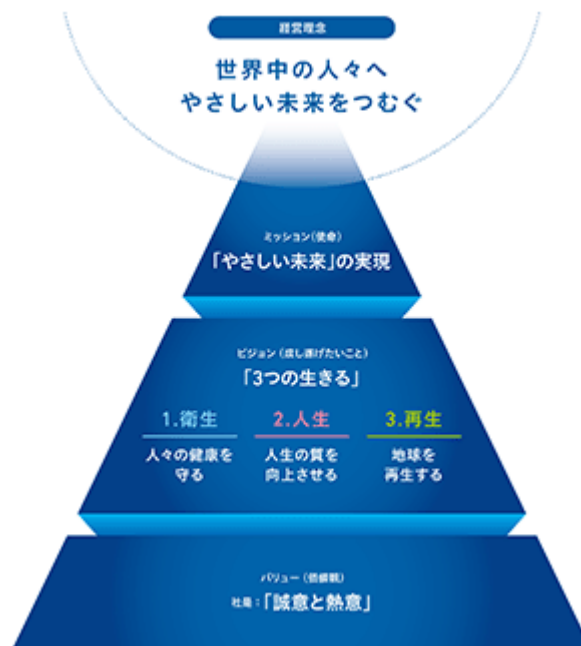 経営理念
世界中の人々へ
やさしい未来をつむぐ
ミッション(使命)
「やさしい未来」の実現
ビジョン(成し遂げたいこと)
「3つの生きる」
1.衛生
2.人生
3.再生
人々の健康を
守る
人生の質を
向上させる
地球を
再生する
バリュー(価値観)
社是:「誠意と熱意」